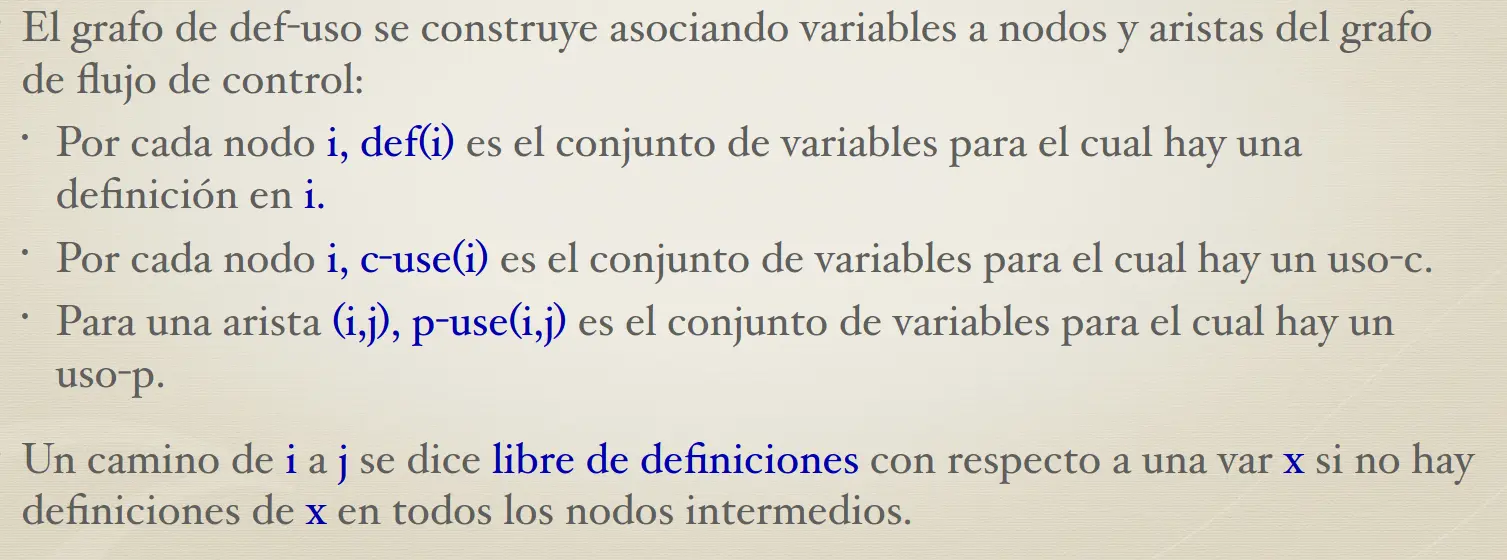 El grafo de def-uso se construye asociando variables a nodos y aristas del grafo
de flujo de control:
· Por cada nodo i, def(i) es el conjunto de variables para el cual hay una
definición en i.
· Por cada nodo i, c-use(i) es el conjunto de variables para el cual hay un uso-c.
· Para una arista (i,j), p-use(i,j) es el conjunto de variables para el cual hay un
uso-p.
Un camino de i a j se dice libre de definiciones con respecto a una var x si no hay
definiciones de x en todos los nodos intermedios.